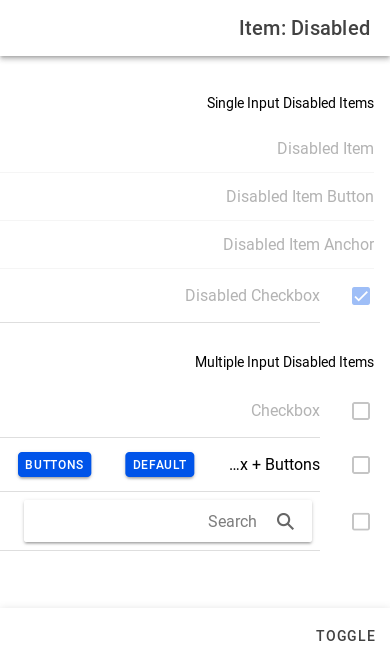 Item: Disabled
Single Input Disabled Items
Disabled Item
Disabled Item Button
Disabled Item Anchor
Disabled Checkbox
Multiple Input Disabled Items
Checkbox
...x + Buttons DEFAULT BUTTONS
Search
TOGGLE